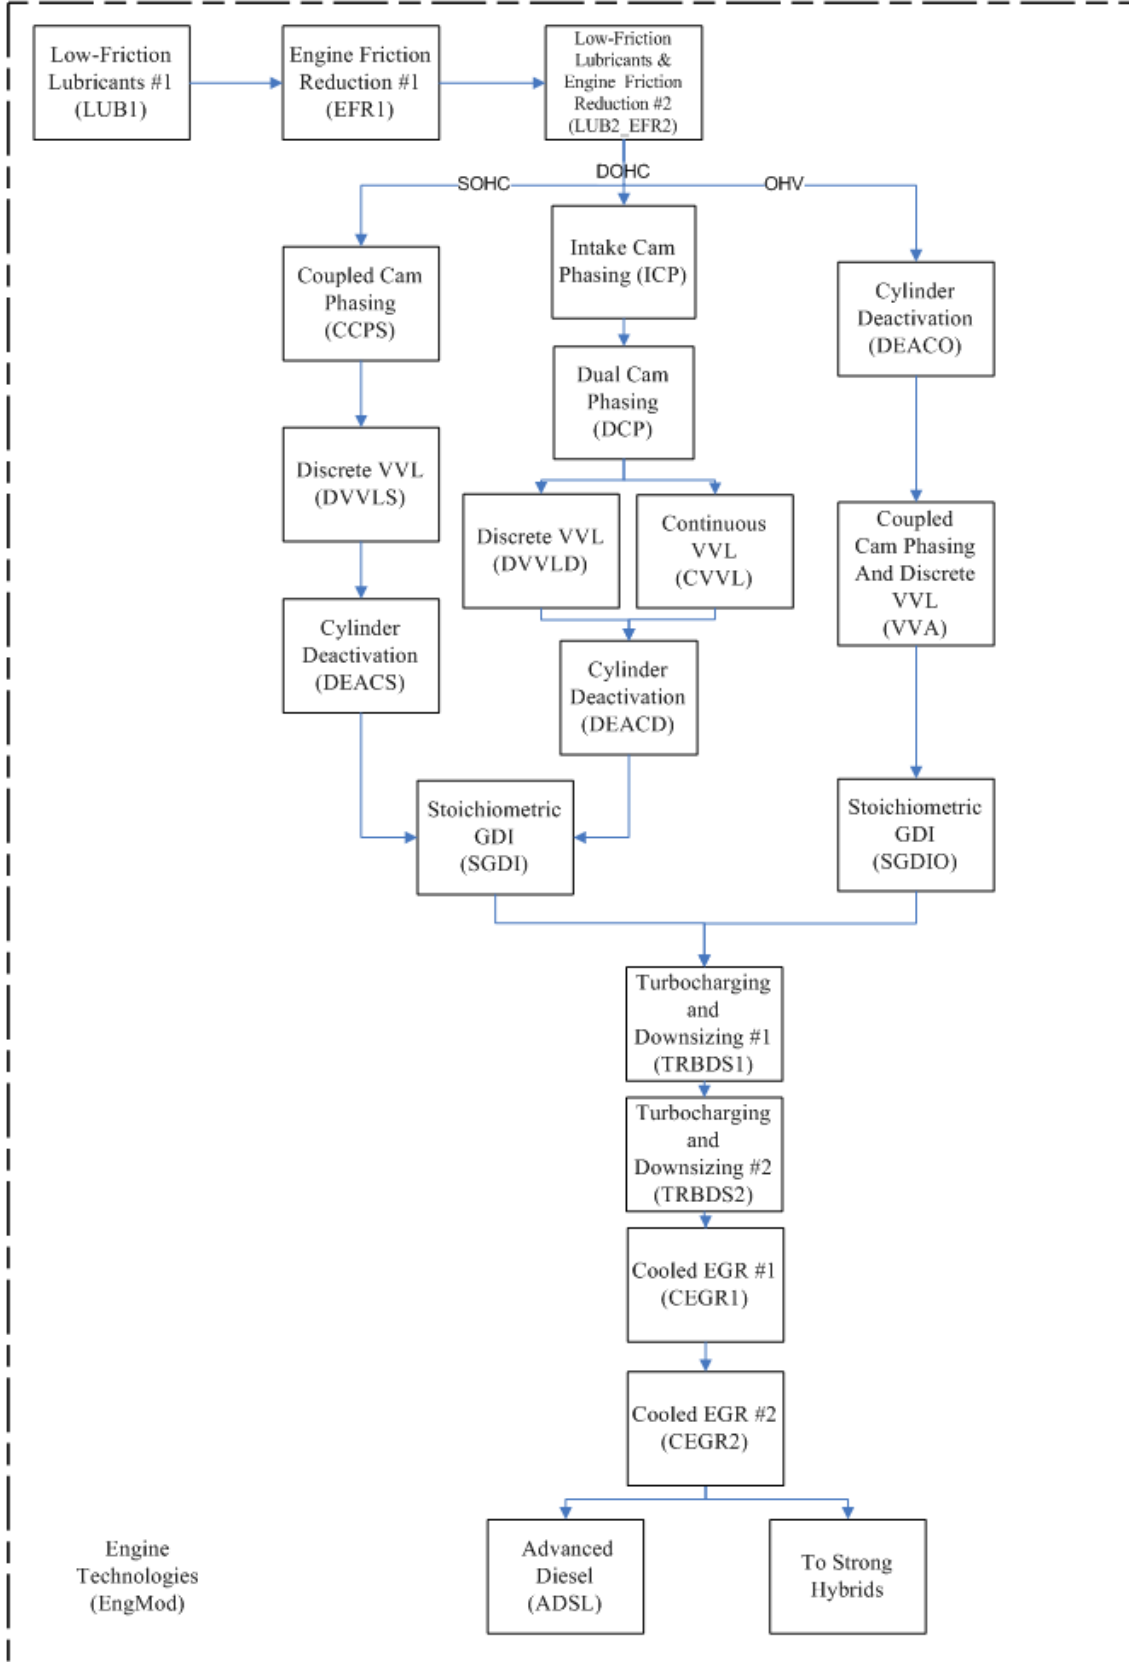 Low-Friction
Lubricants #1
(LUB1)
Engine Friction
Reduction #1
(EFR1)
Low-Friction
Lubricants &
Engine Friction
Reduction #2
(LUB2_EFR2)
SOHC
DOHC
OHV
Coupled Cam
Phasing
(CCPS)
Intake Cam
Phasing (ICP)
Cylinder
Deactivation
(DEACO)
Dual Cam
Phasing
(DCP)
Discrete VVL
(DVVLS)
Discrete VVL
(DVVLD)
Continuous
VVL
(CVVL)
Coupled
Cam Phasing
And Discrete
VVL
(VVA)
Cylinder
Deactivation
(DEACS)
Cylinder
Deactivation
(DEACD)
Stoichiometric
GDI
(SGDI)
Stoichiometric
GDI
(SGDIO)
Turbocharging
and
Downsizing #1
(TRBDS1)
Turbocharging
and
Downsizing #2
(TRBDS2)
Cooled EGR #1
(CEGR1)
Cooled EGR #2
(CEGR2)
Engine
Technologies
(EngMod)
Advanced
Diesel
(ADSL)
To Strong
Hybrids